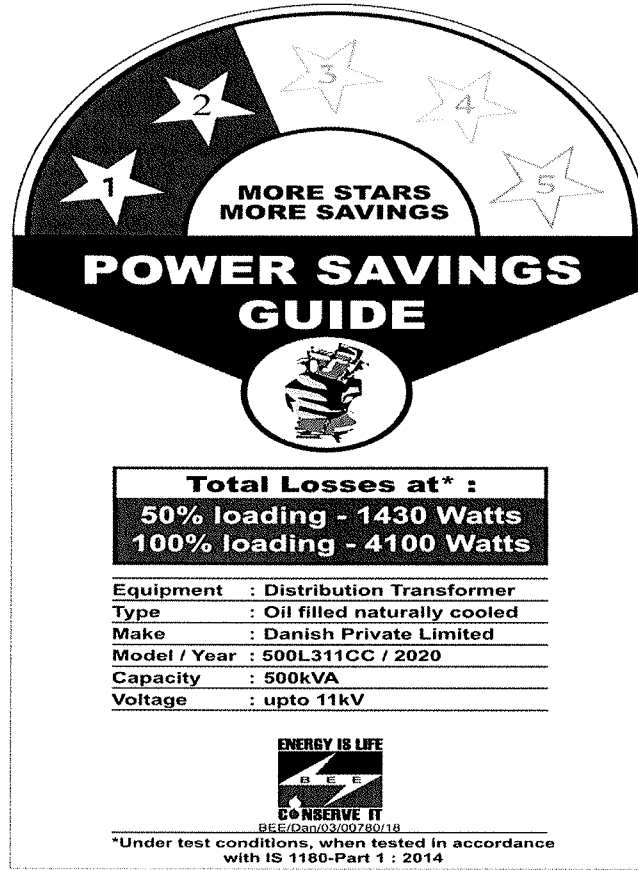 1
2
3
4
5
MORE STARS
MORE SAVINGS
POWER SAVINGS
GUIDE
Total Losses at* :
50% loading - 1430 Watts
100% loading - 4100 Watts
Equipment : Distribution Transformer
Type : Oil filled naturally cooled
Make : Danish Private Limited
Model / Year : 500L311CC / 2020
Capacity : 500kVA
Voltage : upto 11kV
ENERGY IS LIFE
BEE
CONSERVE IT
BEE/Dan/03/00780/18
*Under test conditions, when tested in accordance
with IS 1180-Part 1 : 2014